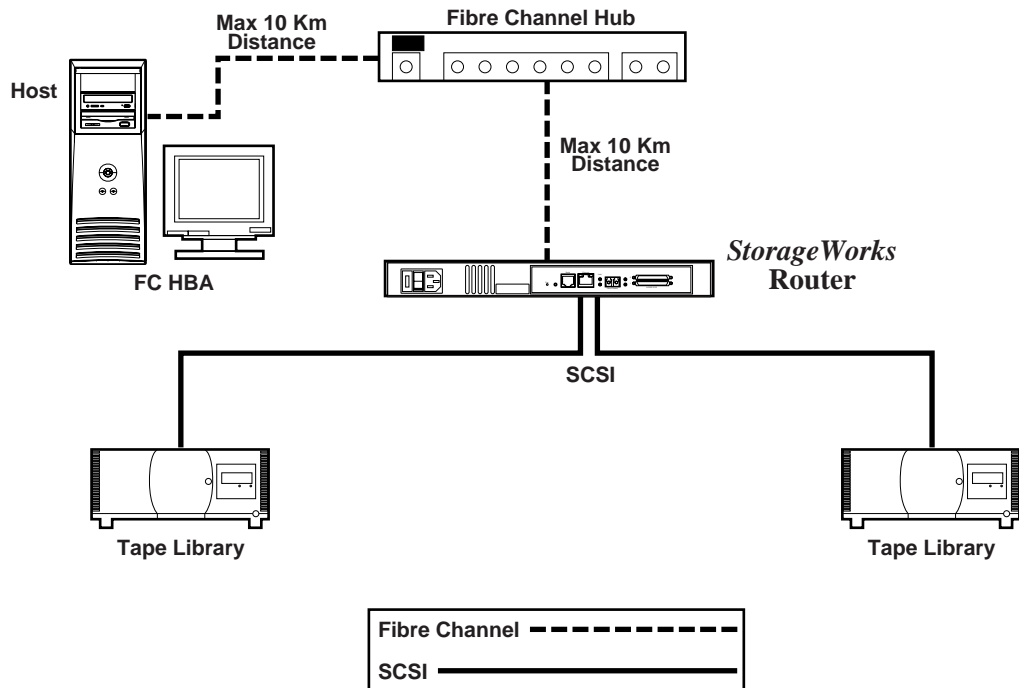 Fibre Channel Hub
Max 10 Km
Distance
Host
Max 10 Km
Distance
StorageWorks
Router
FC HBA
SCSI
Tape Library
Tape Library
Fibre Channel
SCSI